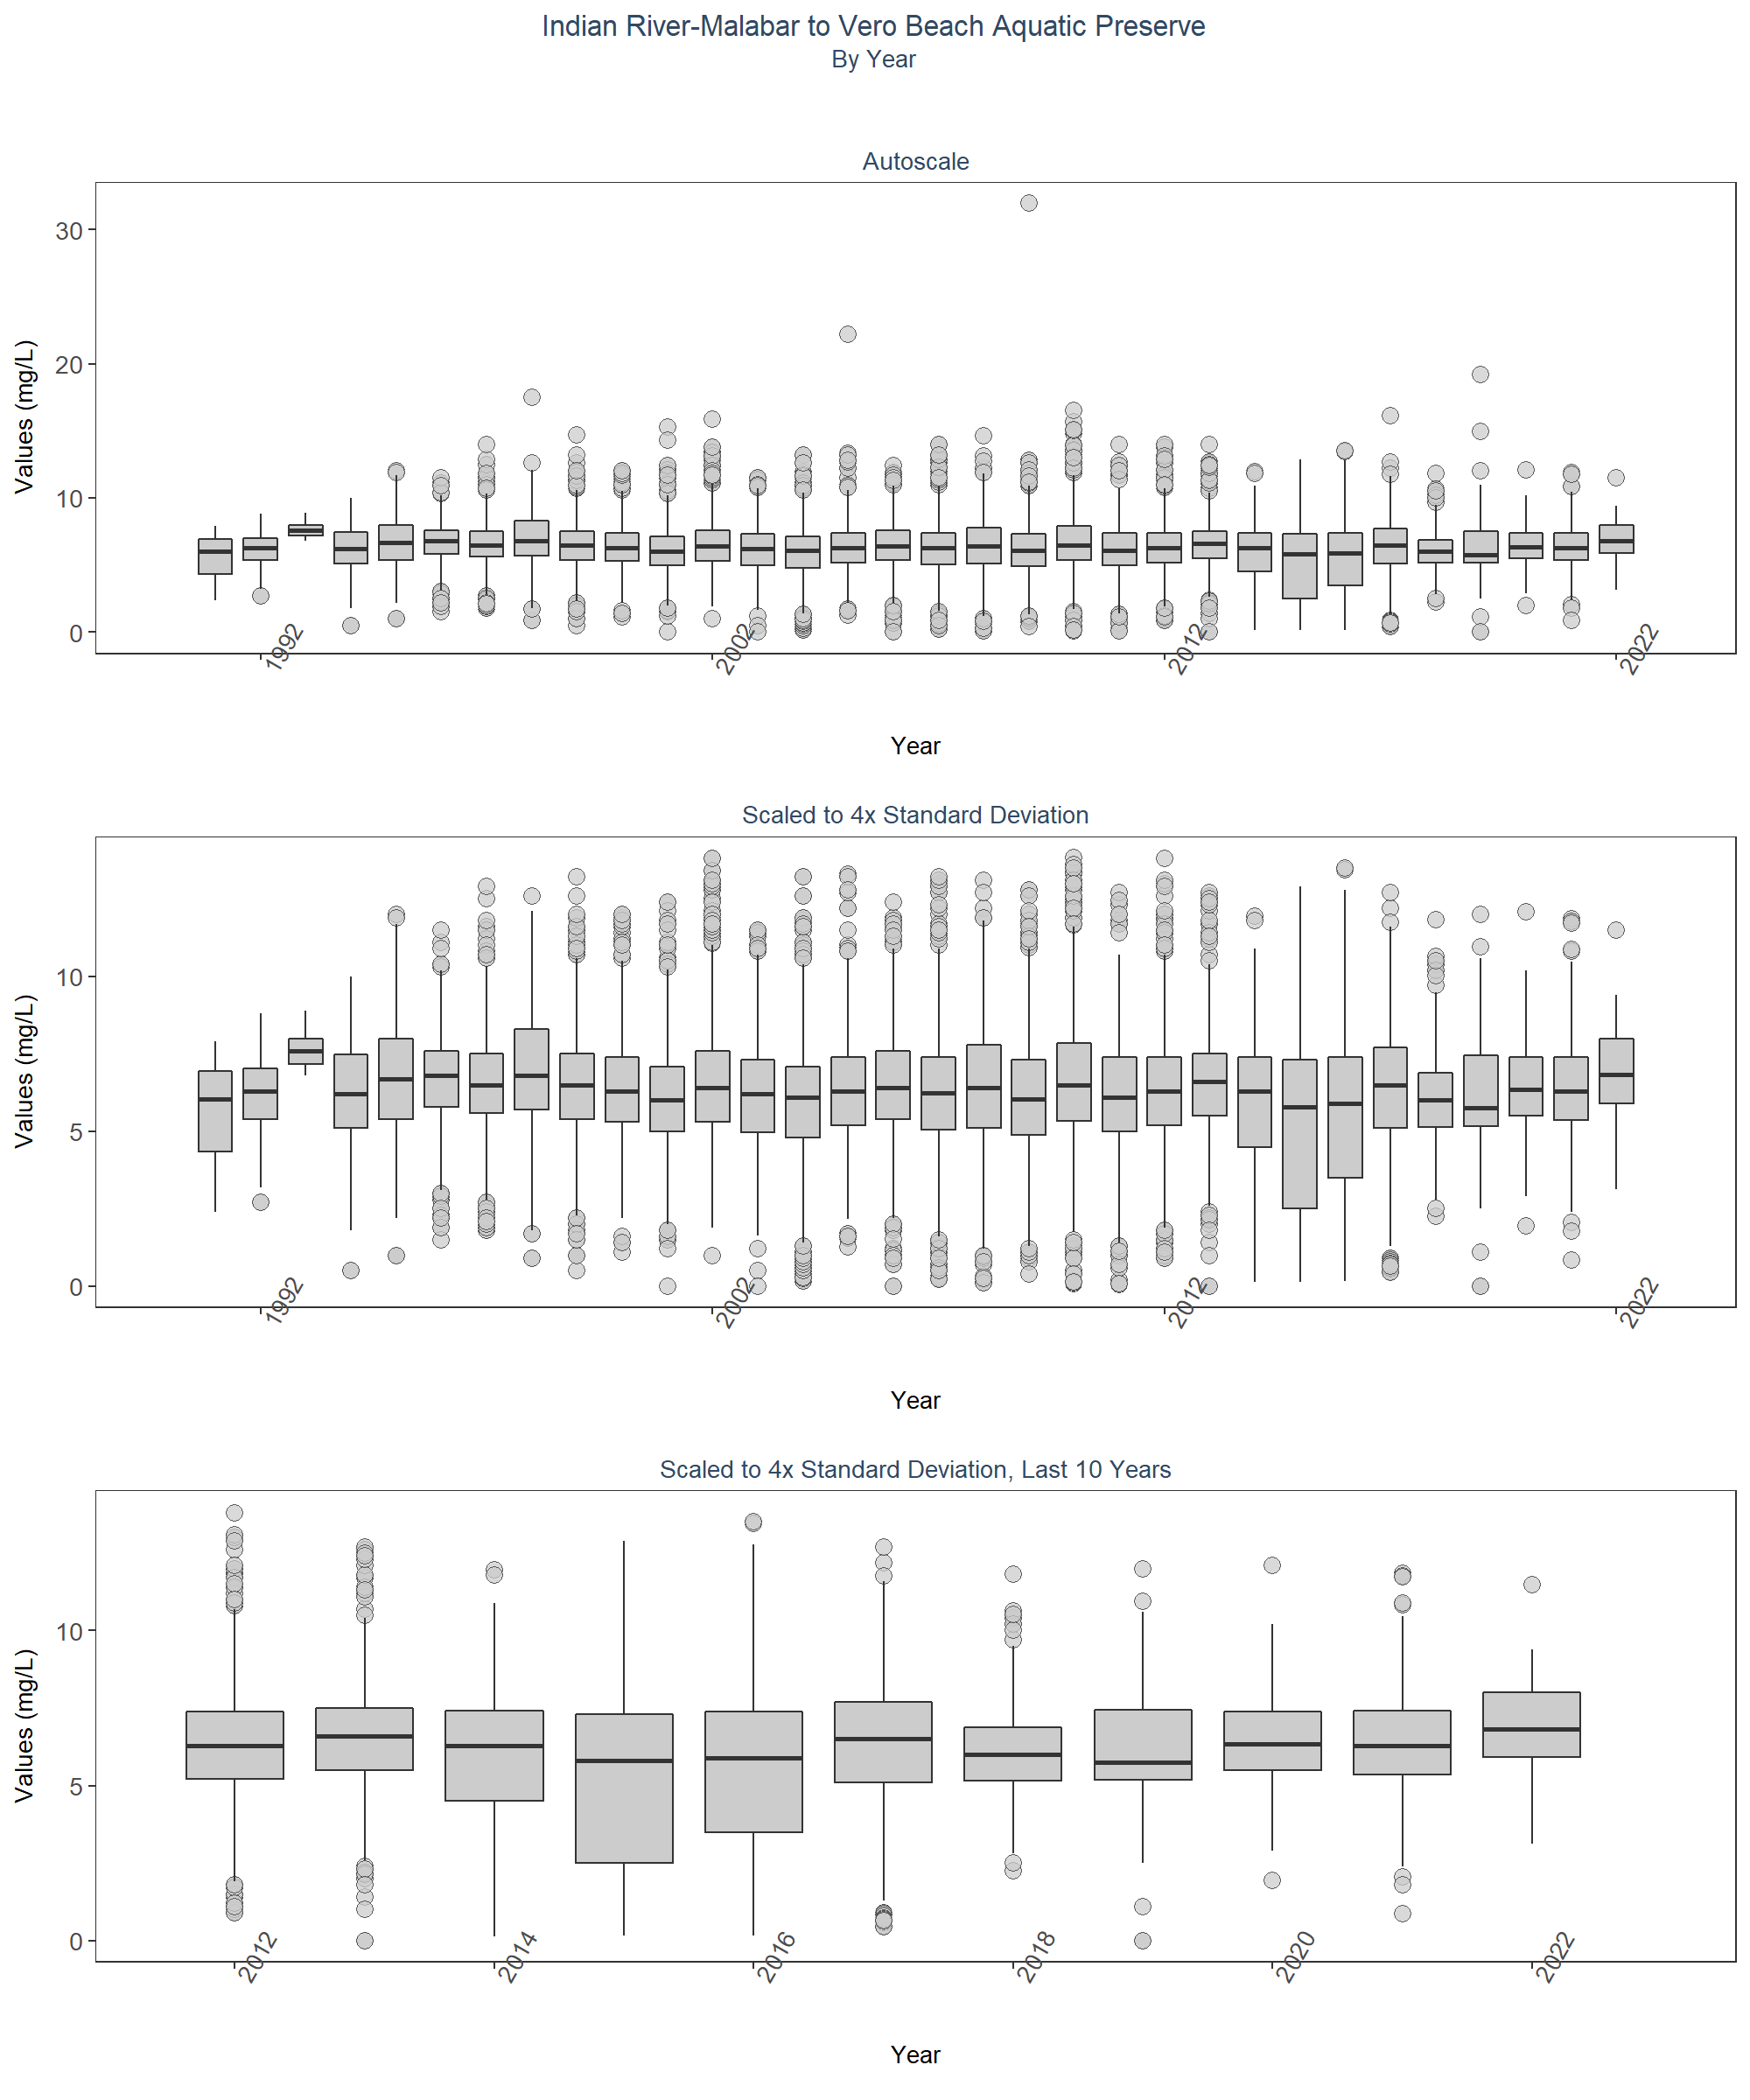 Indian River-Malabar to Vero Beach Aquatic Preserve
By Year
Autoscale
Values (mg/L)
30
20
10
0
1992
2002
2012
2022
Year
Scaled to 4x Standard Deviation
Values (mg/L)
10
5
0
1992
2002
2012
2022
Year
Scaled to 4x Standard Deviation, Last 10 Years
Values (mg/L)
10
5
0
2012
2014
2016
2018
2020
2022
Year